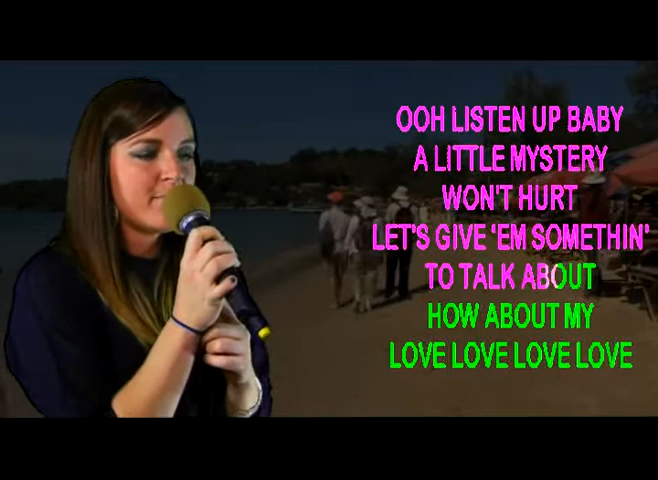 OOH LISTEN UP BABY
A LITTLE MYSTERY
WON'T HURT
LET'S GIVE 'EM SOMETHIN'
TO TALK ABOUT
HOW ABOUT MY
LOVE LOVE LOVE LOVE